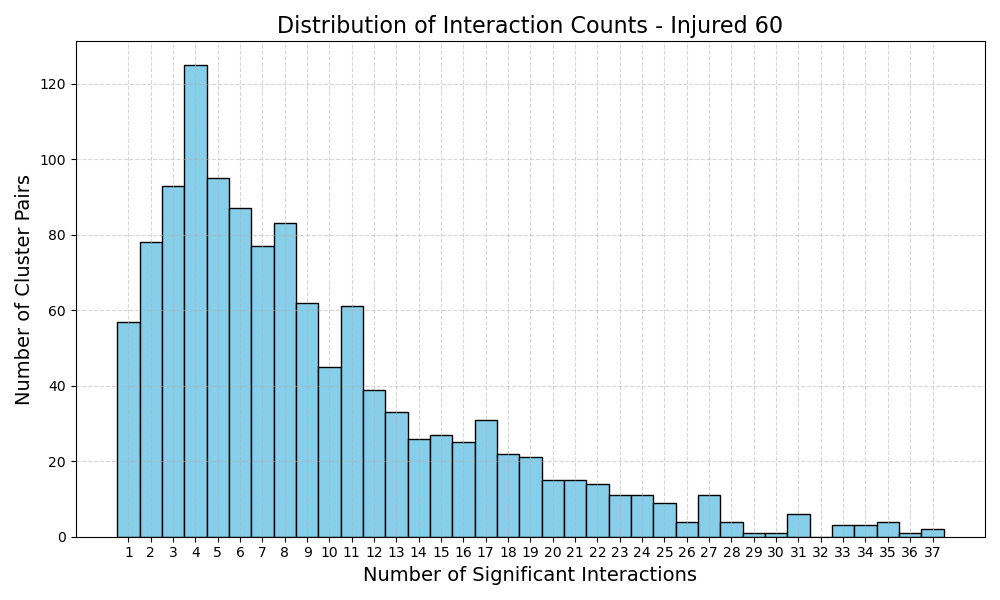 Distribution of Interaction Counts - Injured 60
Number of Cluster Pairs
120
100
80
60
40
20
0
1 2 3 4 5 6 7 8 9 10 11 12 13 14 15 16 17 18 19 20 21 22 23 24 25 26 27 28 29 30 31 32 33 34 35 36 37
Number of Significant Interactions